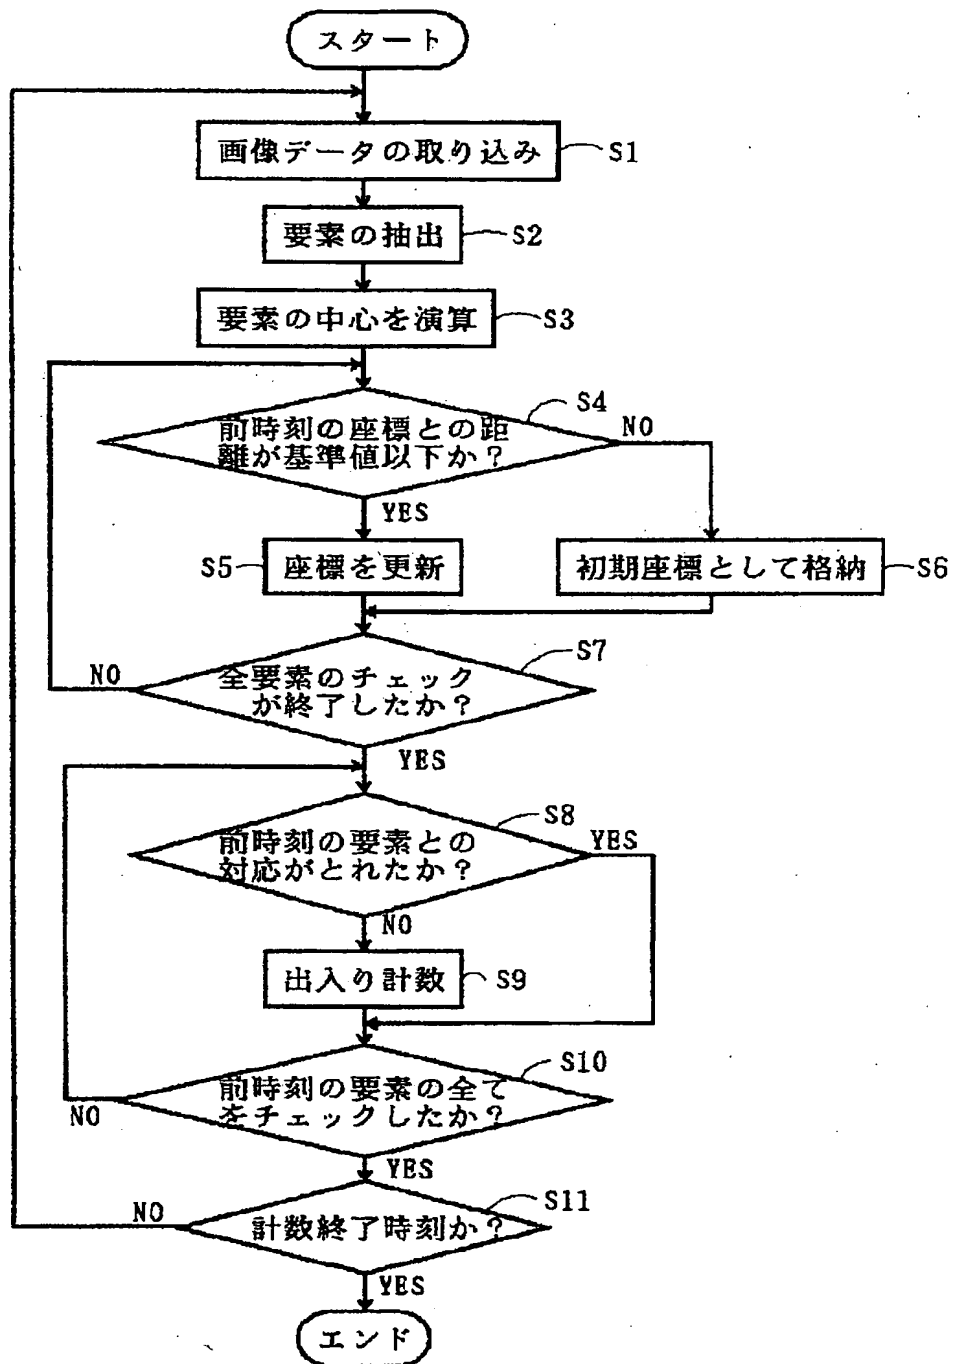 スタート
画像データの取り込み
S1
要素の抽出
S2
要素の中心を演算
S3
S4
前時刻の座標との距
離が基準値以下か?
NO
YES
S5
座標を更新
初期座標として格納
S6
S7
NO
全要素のチェック
が終了したか?
YES
S8
前時刻の要素との
対応がとれたか?
YES
NO
出入り計数
S9
S10
前時刻の要素の全て
をチェックしたか?
NO
YES
S11
NO
計数終了時刻か?
YES
エンド